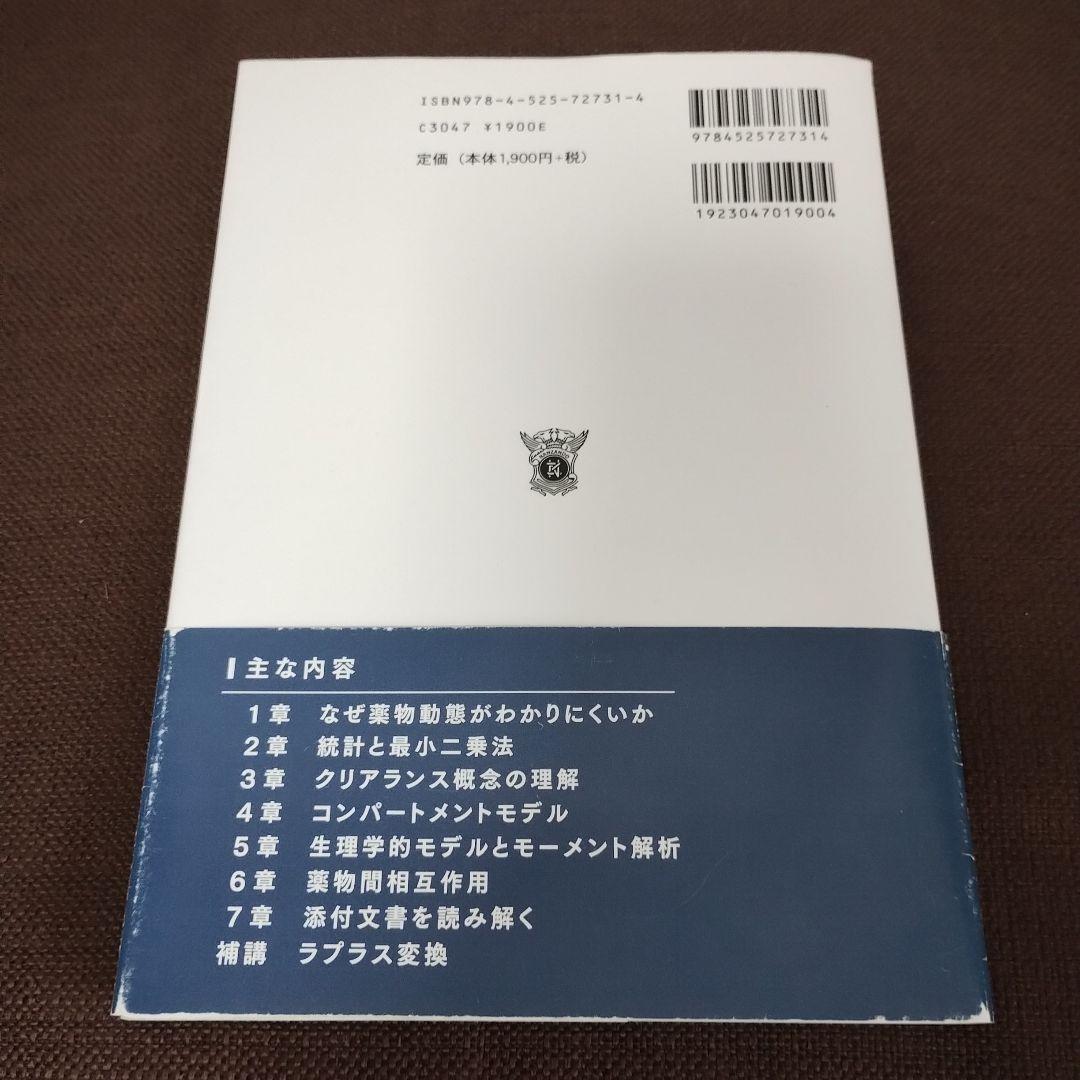 ISBN978-4-525-72731-4
C3047 ¥1900E
定価(本体1,900円+税)
9784525727314
1923047019004
NANZANDO
主な内容
1章 なぜ薬物動態がわかりにくいか
2章 統計と最小二乗法
3章 クリアランス概念の理解
4章 コンパートメントモデル
5章 生理学的モデルとモーメント解析
6章 薬物間相互作用
7章 添付文書を読み解く
補講 ラプラス変換